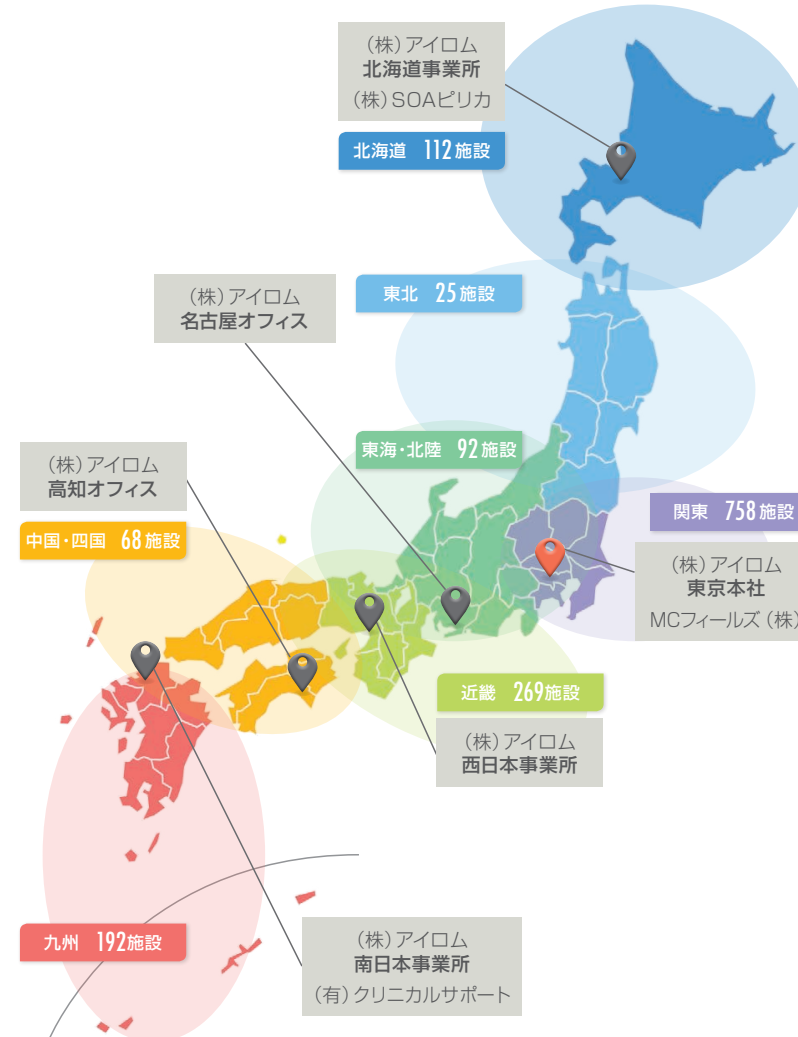 (株)アイロム
北海道事業所
(株)SOAピリカ
北海道 112施設
(株)アイロム
名古屋オフィス
東北 25施設
東海・北陸 92施設
(株)アイロム
高知オフィス
中国・四国 68施設
関東 758施設
(株)アイロム
東京本社
MCフィールズ(株)
近畿 269施設
(株)アイロム
西日本事業所
九州 192施設
(株)アイロム
南日本事業所
(有)クリニカルサポート